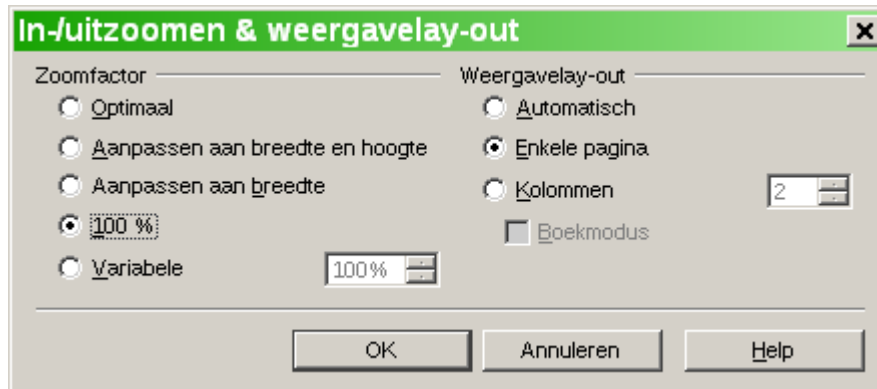 In-/uitzoomen & weergavelay-out
Zoomfactor
Optimaal
Aanpassen aan breedte en hoogte
Aanpassen aan breedte
100 %
Variabele
100%
Weergavelay-out
Automatisch
Enkele pagina
Kolommen
2
Boekmodus
OK
Annuleren
Help